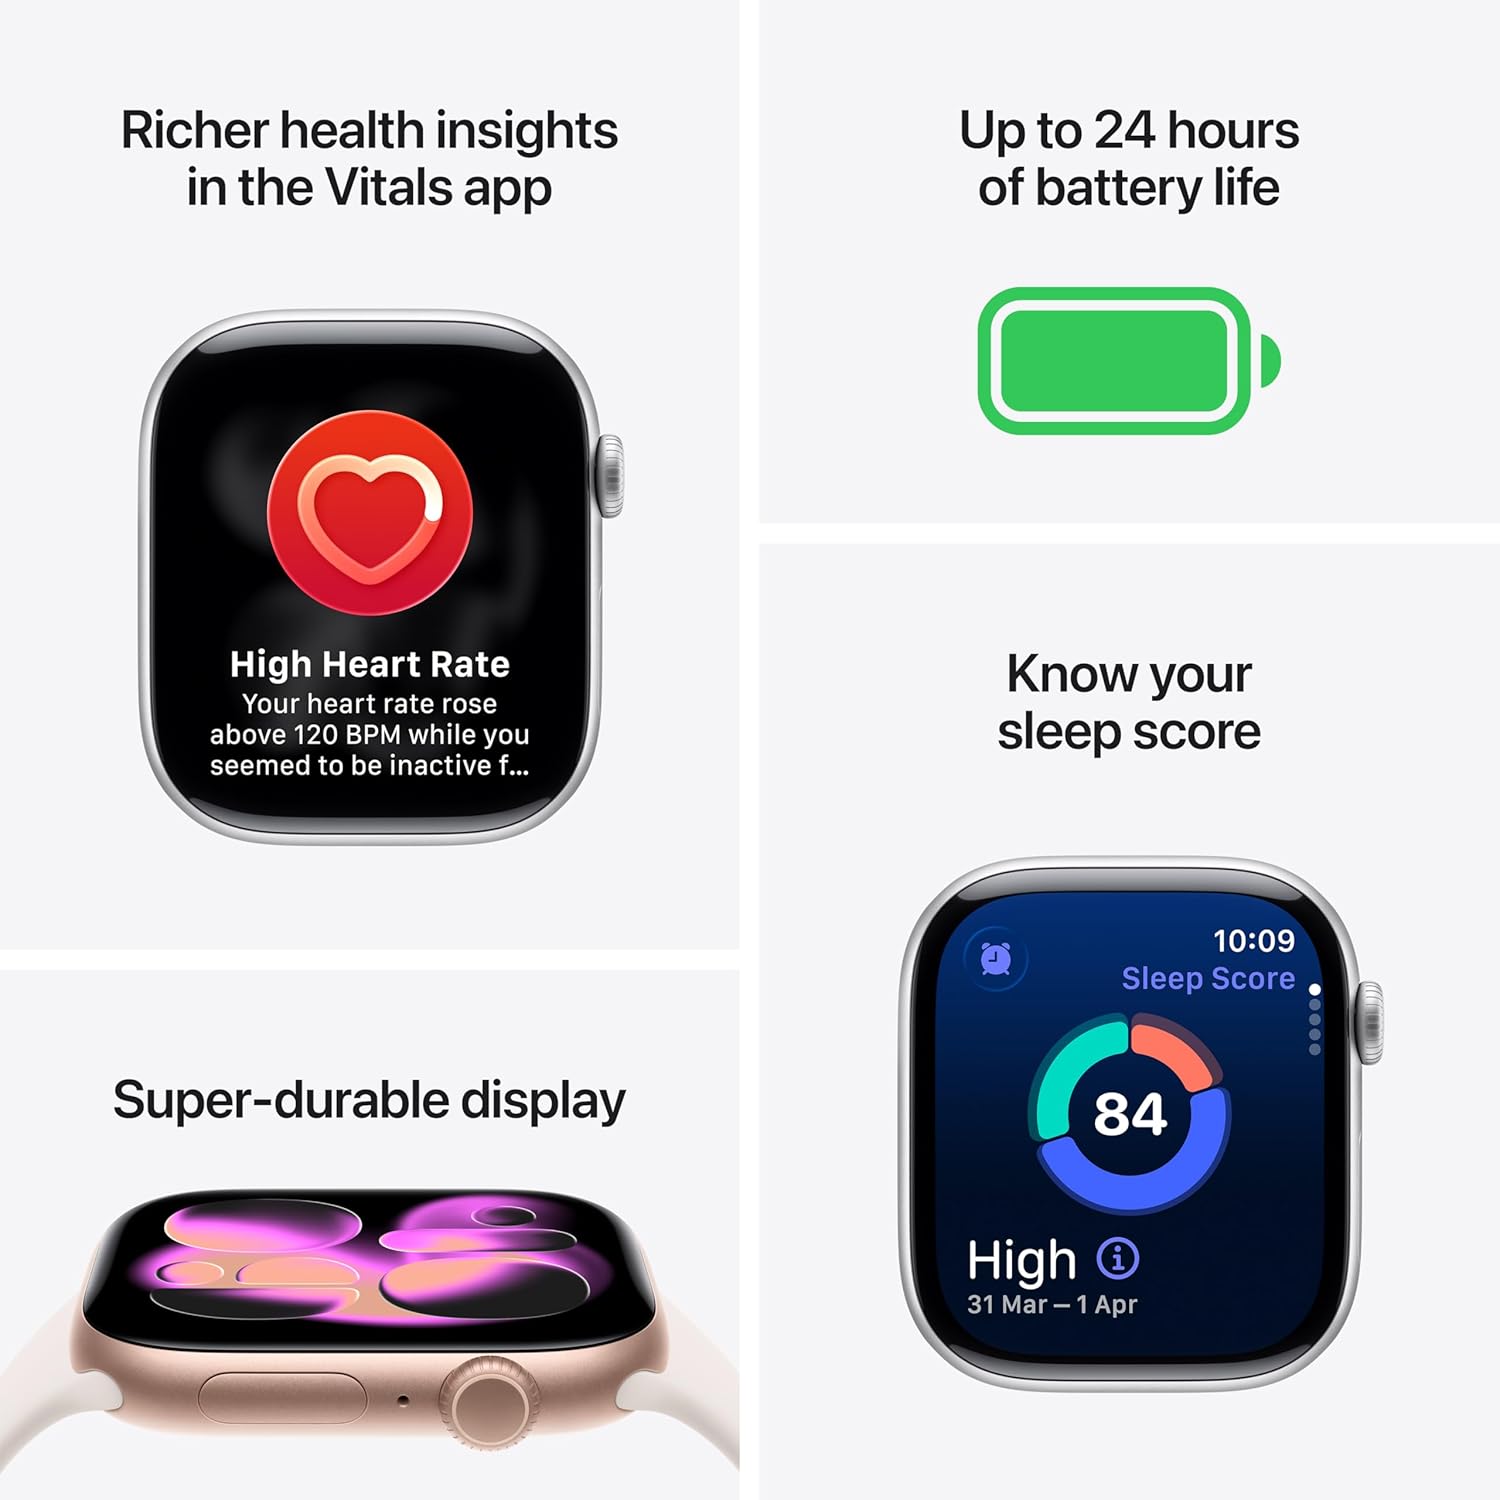 Richer health insights
in the Vitals app
High Heart Rate
Your heart rate rose
above 120 BPM while you
seemed to be inactive f...
Up to 24 hours
of battery life
Know your
sleep score
10:09
Sleep Score
84
High
31 Mar – 1 Apr
Super-durable display